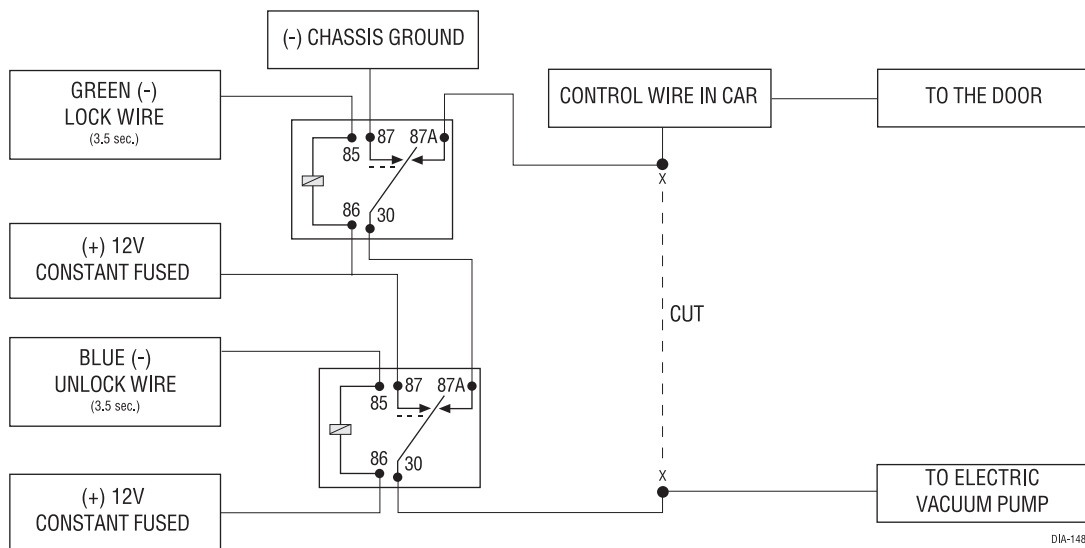 (-) CHASSIS GROUND
GREEN (-)
LOCK WIRE
(3.5 sec.)
CONTROL WIRE IN CAR
TO THE DOOR
87
87A
85
X
86
30
(+) 12V
CONSTANT FUSED
CUT
BLUE (-)
UNLOCK WIRE
(3.5 sec.)
87
87A
85
86
30
X
(+) 12V
CONSTANT FUSED
TO ELECTRIC
VACUUM PUMP
DIA-148